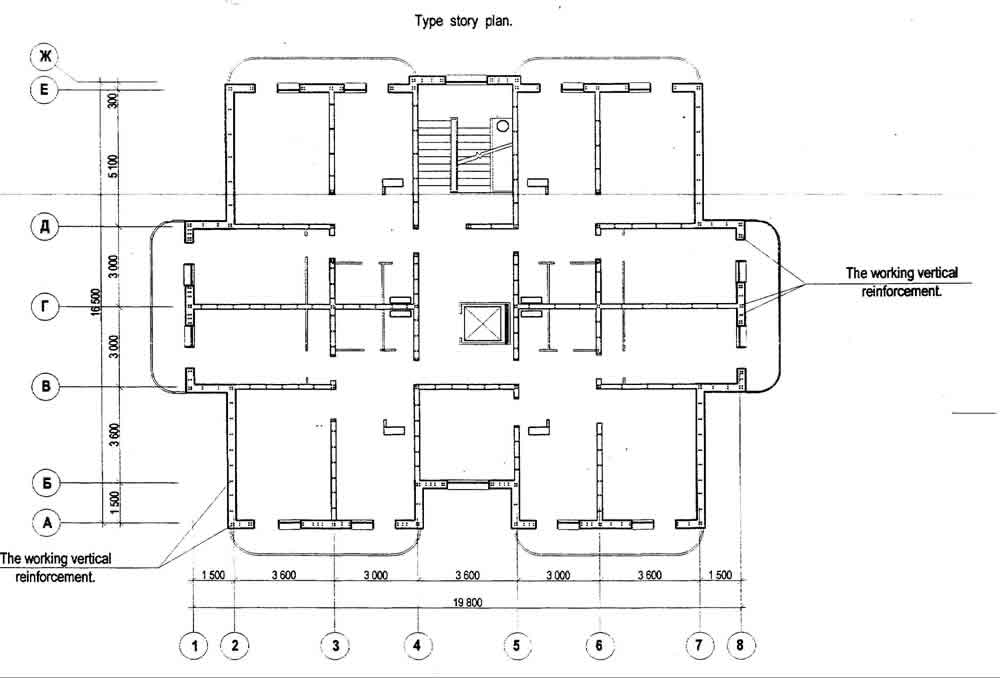 Type story plan.
Ж
Е
300
5 100
Д
3 000
16 500
Г
3 000
В
3 600
Б
1 500
А
The working vertical
reinforcement.
The working vertical
reinforcement.
1 500
3 600
3 000
3 600
3 000
3 600
1 500
19 800
1
2
3
4
5
6
7
8